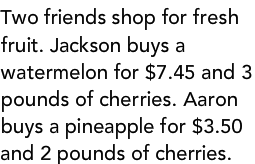 Two friends shop for fresh
fruit. Jackson buys a
watermelon for $7.45 and 3
pounds of cherries. Aaron
buys a pineapple for $3.50
and 2 pounds of cherries.